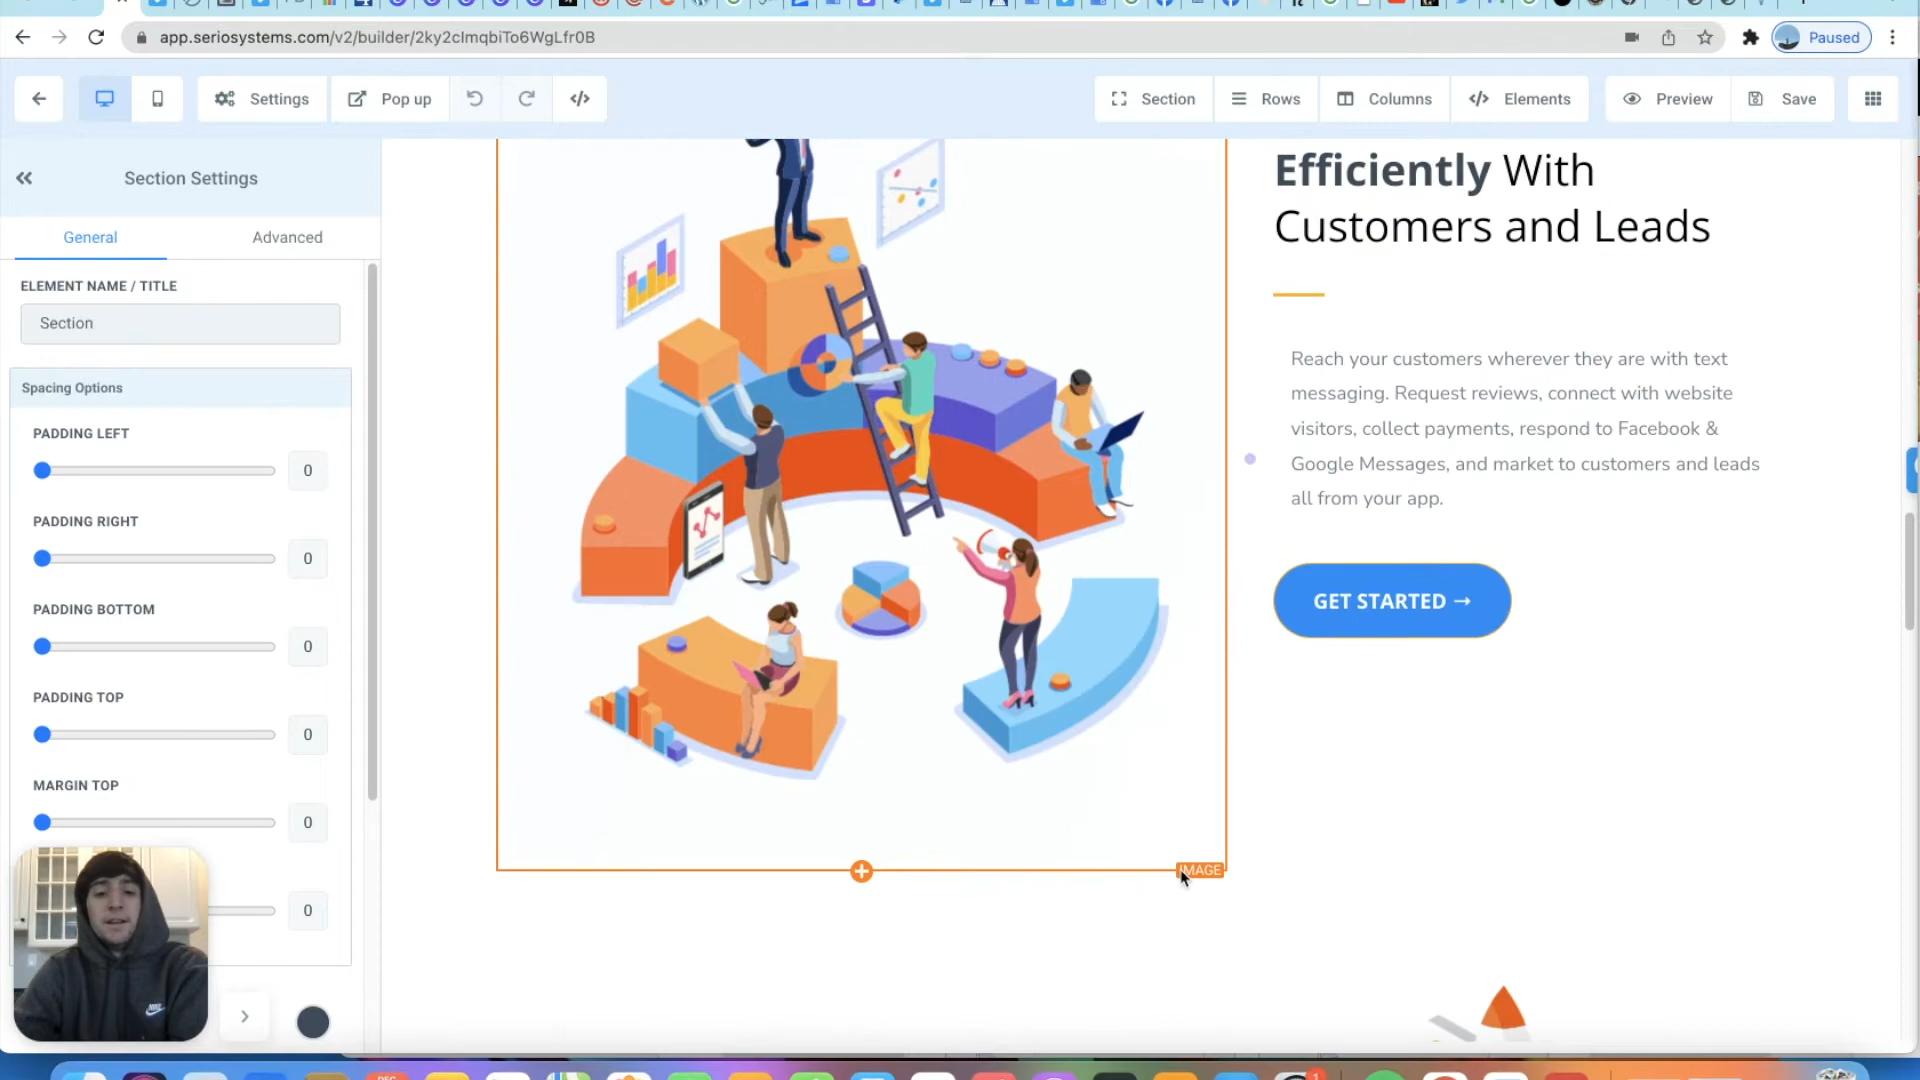 app.seriosystems.com/v2/builder/2ky2cImqbiTo6WgLfr0B
Paused
Settings
Pop up
Section
Rows
Columns
Elements
Preview
Save
Section Settings
General
Advanced
ELEMENT NAME / TITLE
Section
Spacing Options
PADDING LEFT
0
PADDING RIGHT
0
PADDING BOTTOM
0
PADDING TOP
0
MARGIN TOP
0
0
IMAGE
Efficiently With
Customers and Leads
Reach your customers wherever they are with text
messaging. Request reviews, connect with website
visitors, collect payments, respond to Facebook &
Google Messages, and market to customers and leads
all from your app.
GET STARTED →